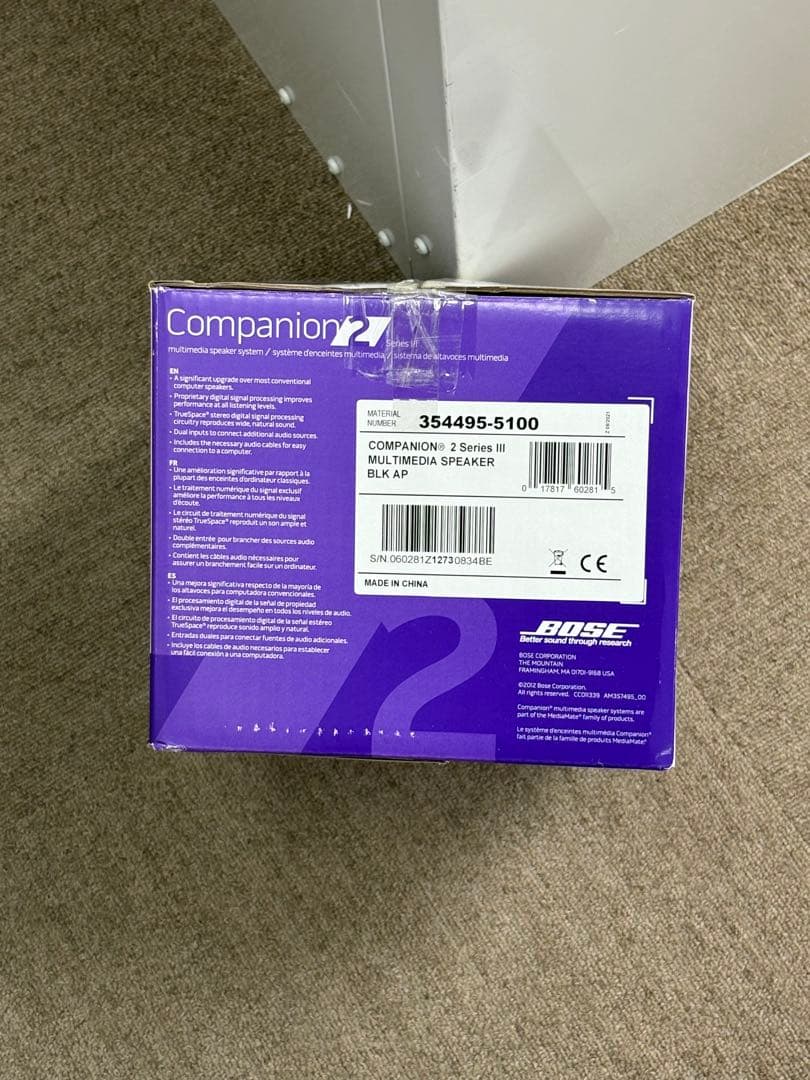 Companion 2
Series III
multimedia speaker system / système d'enceintes multimedia / sistema de altavoces multimedia
EN
• A significant upgrade over most conventional
computer speakers.
• Proprietary digital signal processing improves
performance at all listening levels.
• TrueSpace® stereo digital signal processing
circuitry reproduces wide, natural sound.
• Dual inputs to connect additional audio sources.
• Includes the necessary audio cables for easy
connection to a computer.
FR
• Une amélioration significative par rapport à la
plupart des enceintes d'ordinateur classiques.
• Le traitement numérique du signal exclusif
améliore la performance à tous les niveaux
d'écoute.
• Le circuit de traitement numérique du signal
stéréo TrueSpace® reproduit un son ample et
naturel.
• Double entrée pour brancher des sources audio
complémentaires.
• Contient les câbles audio nécessaires pour
assurer un branchement facile sur un ordinateur.
ES
• Una mejora significativa respecto de la mayoría de
los altavoces para computadora convencionales.
• El procesamiento digital de la señal de propiedad
exclusiva mejora el desempeño en todos los niveles de audio.
• El circuito de procesamiento digital de la señal estéreo
TrueSpace® reproduce sonido amplio y natural.
• Entradas duales para conectar fuentes de audio adicionales.
• Incluye los cables de audio necesarios para establecer
una fácil conexión a una computadora.
MATERIAL
NUMBER 354495-5100
Z 09/2021
COMPANION® 2 Series III
MULTIMEDIA SPEAKER
BLK AP
0 17817 60281 5
S/N:060281Z12730834BE
CE
MADE IN CHINA
2
BOSE
Better sound through research
BOSE CORPORATION
THE MOUNTAIN
FRAMINGHAM, MA 01701-9168 USA
©2012 Bose Corporation.
All rights reserved. CC011339 AM357495_00
Companion® multimedia speaker systems are
part of the MediaMate® family of products.
Le système d'enceintes multimédia Companion®
fait partie de la famille de produits MediaMate®